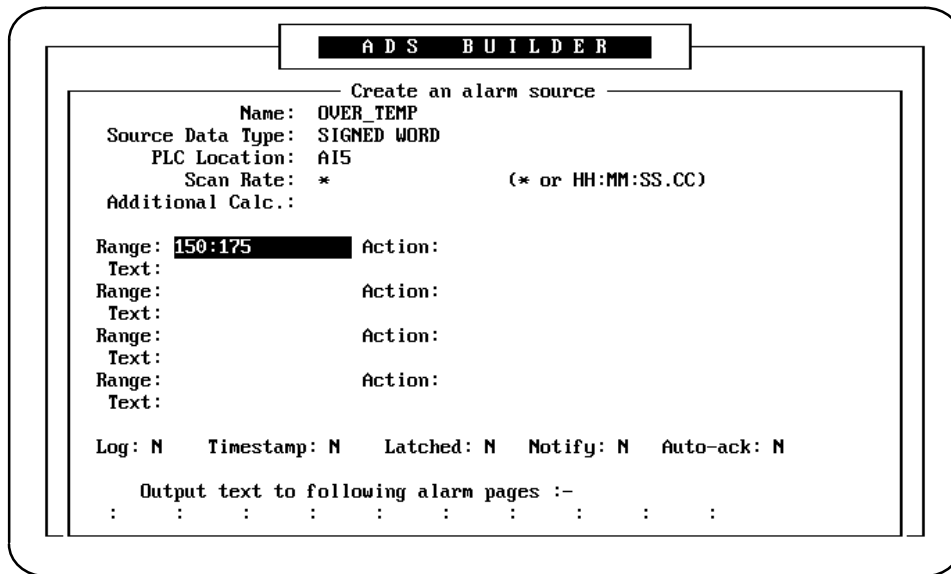 ADS BUILDER
Create an alarm source
Name: OVER_TEMP
Source Data Type: SIGNED WORD
PLC Location: AI5
Scan Rate: * (* or HH:MM:SS.CC)
Additional Calc.:
Range: 150:175 Action:
Text:
Range: Action:
Text:
Range: Action:
Text:
Range: Action:
Text:
Log: N Timestamp: N Latched: N Notify: N Auto-ack: N
Output text to following alarm pages :-
: : : : : : : : : :